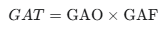 GAT = GAO × GAF